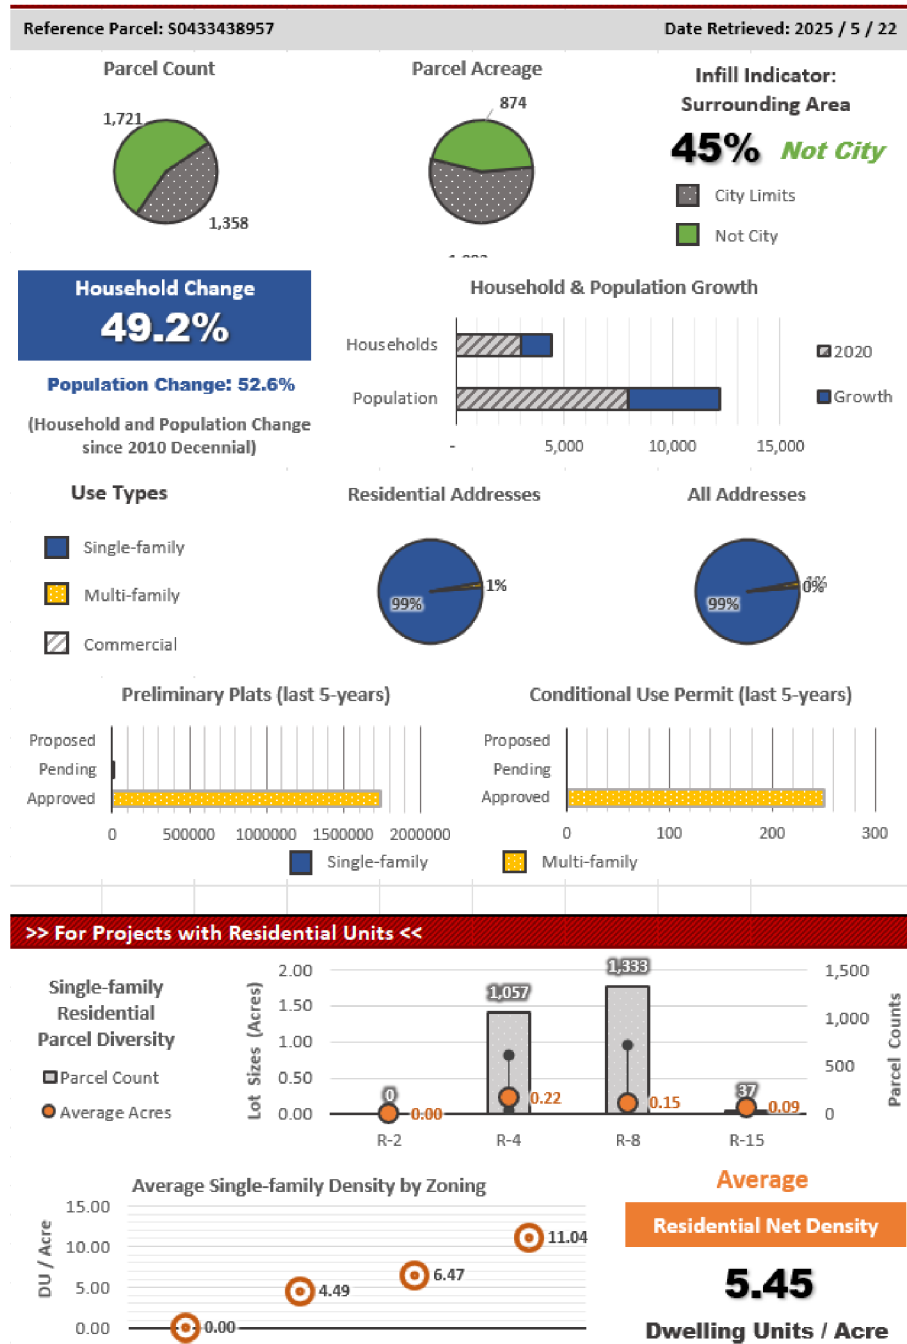 Reference Parcel: S0433438957
Date Retrieved: 2025 / 5 / 22
Parcel Count
Parcel Acreage
Infill Indicator:
Surrounding Area
45% Not City
1,721
1,358
874
City Limits
Not City
Household Change
49.2%
Population Change: 52.6%
(Household and Population Change
since 2010 Decennial)
Household & Population Growth
Households
Population
-
5,000
10,000
15,000
2020
Growth
Use Types
Single-family
Multi-family
Commercial
Residential Addresses
99%
1%
All Addresses
99%
0%
Preliminary Plats (last 5-years)
Proposed
Pending
Approved
0
500000
1000000
1500000
2000000
Conditional Use Permit (last 5-years)
Proposed
Pending
Approved
0
100
200
300
Single-family
Multi-family
>> For Projects with Residential Units <<
Single-family
Residential
Parcel Diversity
Parcel Count
Average Acres
Lot Sizes (Acres)
2.00
1.50
1.00
0.50
0.00
0
1,057
1,333
37
0.00
0.22
0.15
0.09
R-2
R-4
R-8
R-15
1,500
1,000
500
0
Parcel Counts
Average Single-family Density by Zoning
DU / Acre
15.00
10.00
5.00
0.00
0.00
4.49
6.47
11.04
Average
Residential Net Density
5.45
Dwelling Units / Acre